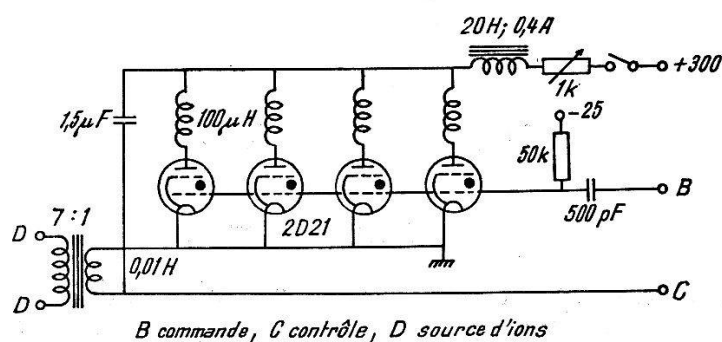 20H; 0,4A
+300
1k
-25
1,5µF
100µH
50k
B
500 pF
7:1
2D21
D
0,01H
D
C
B commande, C contrôle, D source d'ions